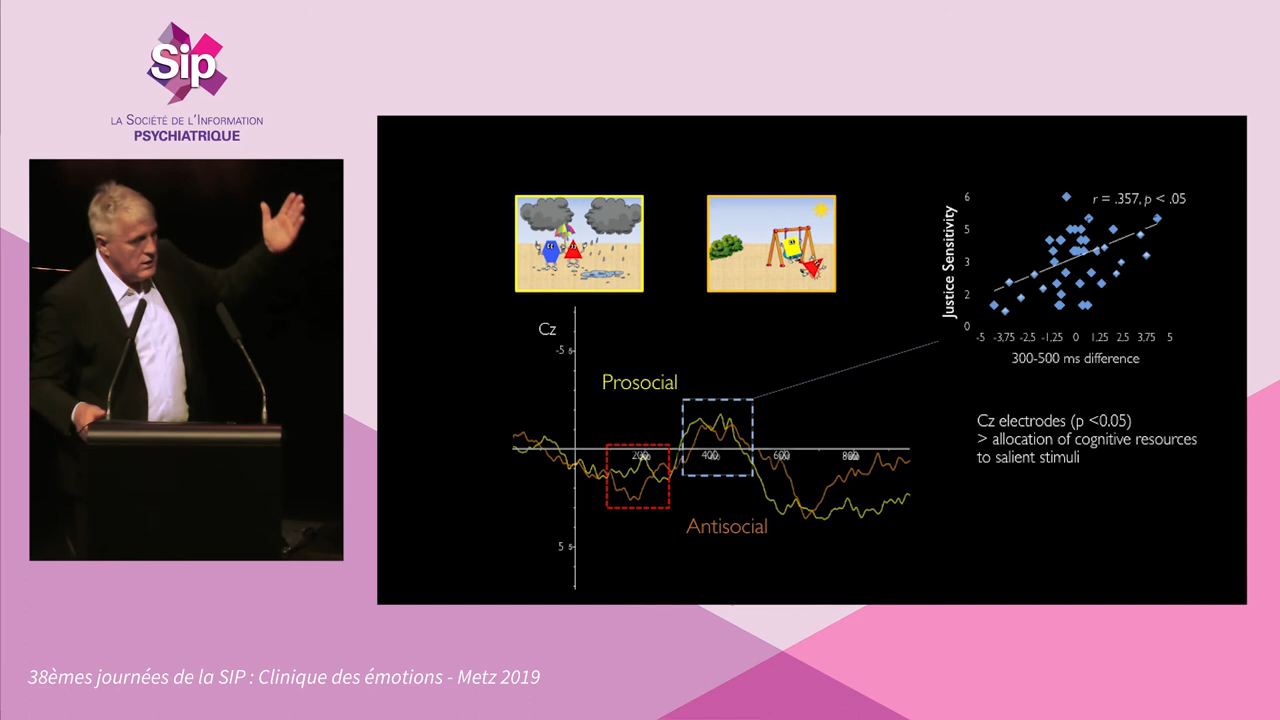 Sip
LA SOCIÉTÉ DE L'INFORMATION
PSYCHIATRIQUE
r = .357, p < .05
Justice Sensitivity
6
5
3
2
0
-5 -3,75 -2,5 -1,25 0 1,25 2,5 3,75 5
300-500 ms difference
Cz
-5
Prosocial
200 400 600 800
Antisocial
5
Cz electrodes (p <0.05)
> allocation of cognitive resources
to salient stimuli
38èmes journées de la SIP : Clinique des émotions - Metz 2019